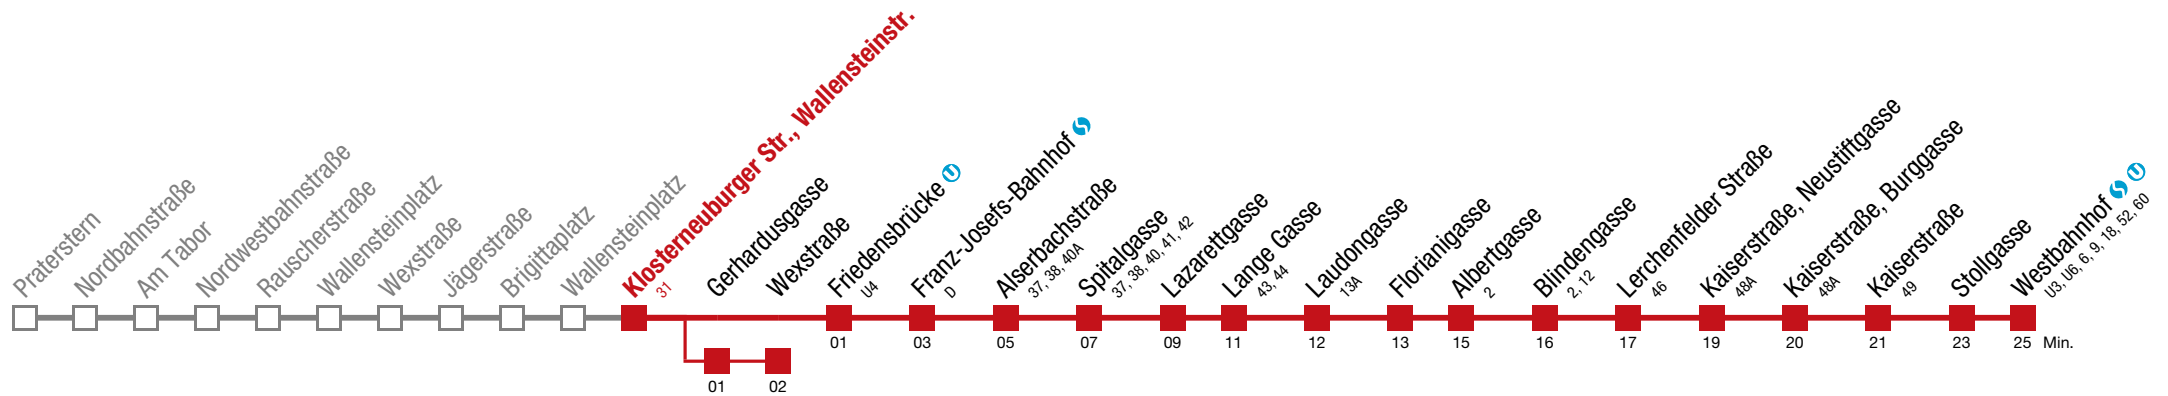 Praterstern
Nordbahnstraße
Am Tabor
Nordwestbahnstraße
Rauscherstraße
Wallensteinplatz
Wexstraße
Jägerstraße
Brigittaplatz
Wallensteinplatz
Klosterneuburger Str., Wallensteinstr.
31
Gerhardusgasse
Wexstraße
Friedensbrücke U
U4
Franz-Josefs-Bahnhof S
D
Alserbachstraße
37, 38, 40A
Spitalgasse
37, 38, 40, 41, 42
Lazarettgasse
Lange Gasse
43, 44
Laudongasse
13A
Florianigasse
Albertgasse
2
Blindengasse
2, 12
Lerchenfelder Straße
46
Kaiserstraße, Neustiftgasse
48A
Kaiserstraße, Burggasse
48A
Kaiserstraße
49
Stollgasse
Westbahnhof S U
U3, U6, 6, 9, 18, 52, 60
01 03 05 07 09 11 12 13 15 16 17 19 20 21 23 25 Min.
01 02